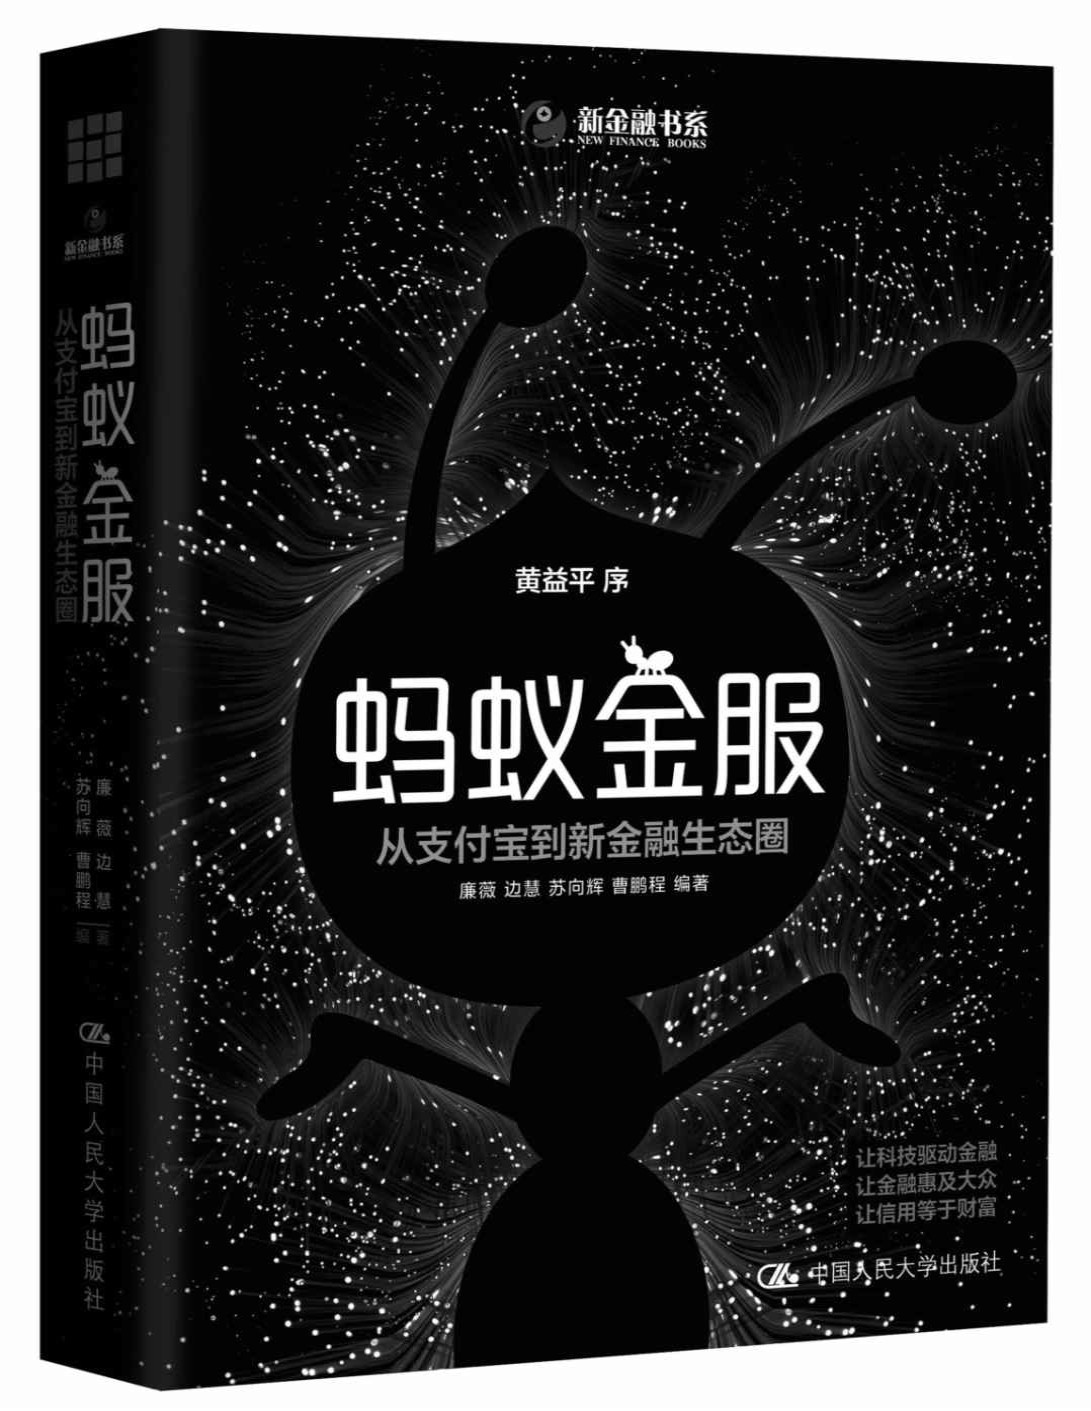 新金融书系
NEW FINANCE BOOKS
黄益平 序
蚂蚁金服
从支付宝到新金融生态圈
廉薇 边慧 苏向辉 曹鹏程 编著
让科技驱动金融
让金融惠及大众
让信用等于财富
中国人民大学出版社
新金融书系
NEW FINANCE BOOKS
蚂蚁金服
从支付宝到新金融生态圈
廉薇 边慧
苏向辉 曹鹏程
编著
中国人民大学出版社